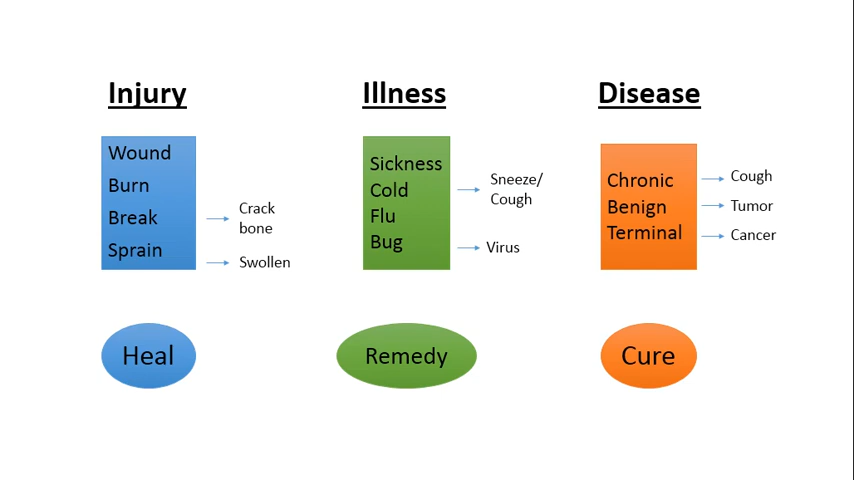 Injury
Wound
Burn
Break
Sprain
Crack
bone
Swollen
Heal
Illness
Sickness
Cold
Flu
Bug
Sneeze/
Cough
Virus
Remedy
Disease
Chronic
Benign
Terminal
Cough
Tumor
Cancer
Cure